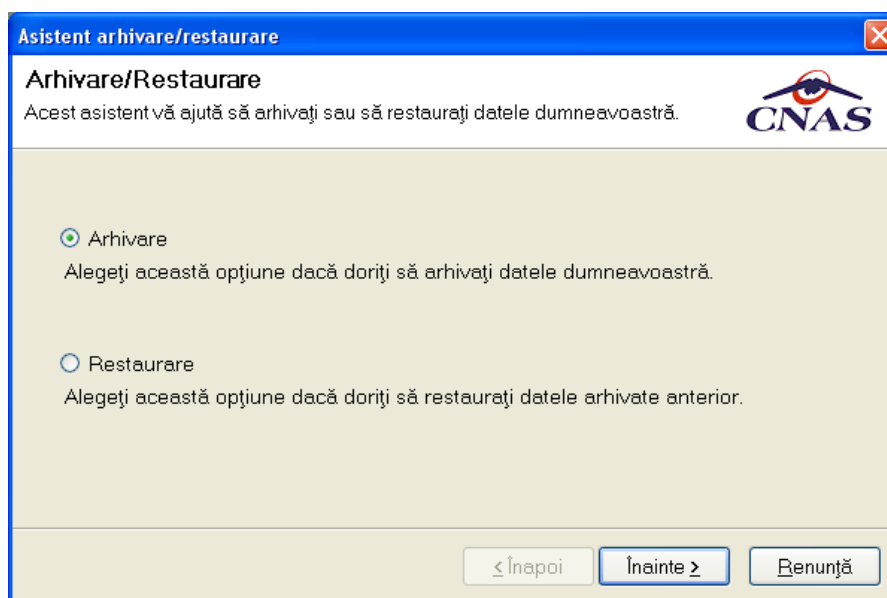 Asistent arhivare/restaurare
Arhivare/Restaurare
Acest asistent vă ajută să arhivaţi sau să restauraţi datele dumneavoastră.
CNAS
Arhivare
Alegeţi această opţiune dacă doriţi să arhivaţi datele dumneavoastră.
Restaurare
Alegeţi această opţiune dacă doriţi să restauraţi datele arhivate anterior.
< Înapoi Înainte > Renunţă